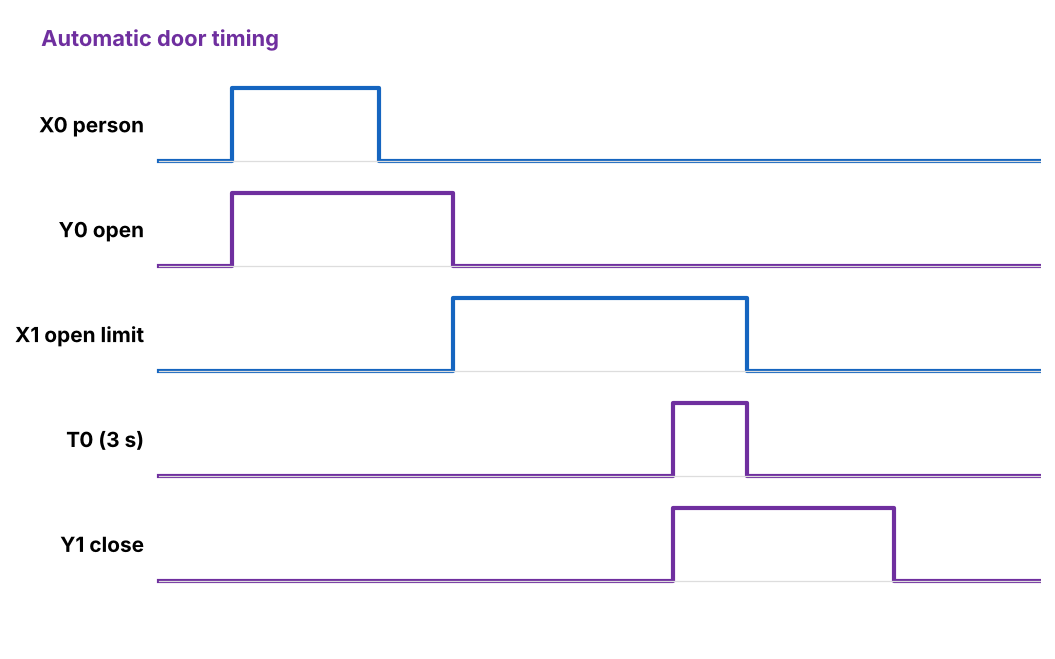 Automatic door timing
X0 person
Y0 open
X1 open limit
T0 (3 s)
Y1 close